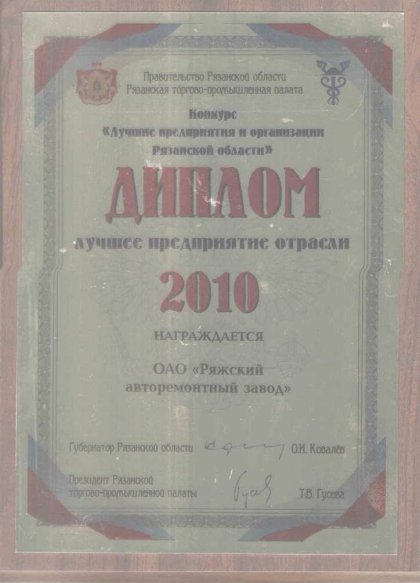 Правительство Рязанской области
Рязанская торгово-промышленная палата
Конкурс
«Лучшие предприятия и организации
Рязанской области»
ДИПЛОМ
лучшее предприятие отрасли
2010
НАГРАЖДАЕТСЯ
ОАО «Ряжский
авторемонтный завод»
Губернатор Рязанской области О.И. Ковалёв
Президент Рязанской
торгово-промышленной палаты Т.В. Гусева